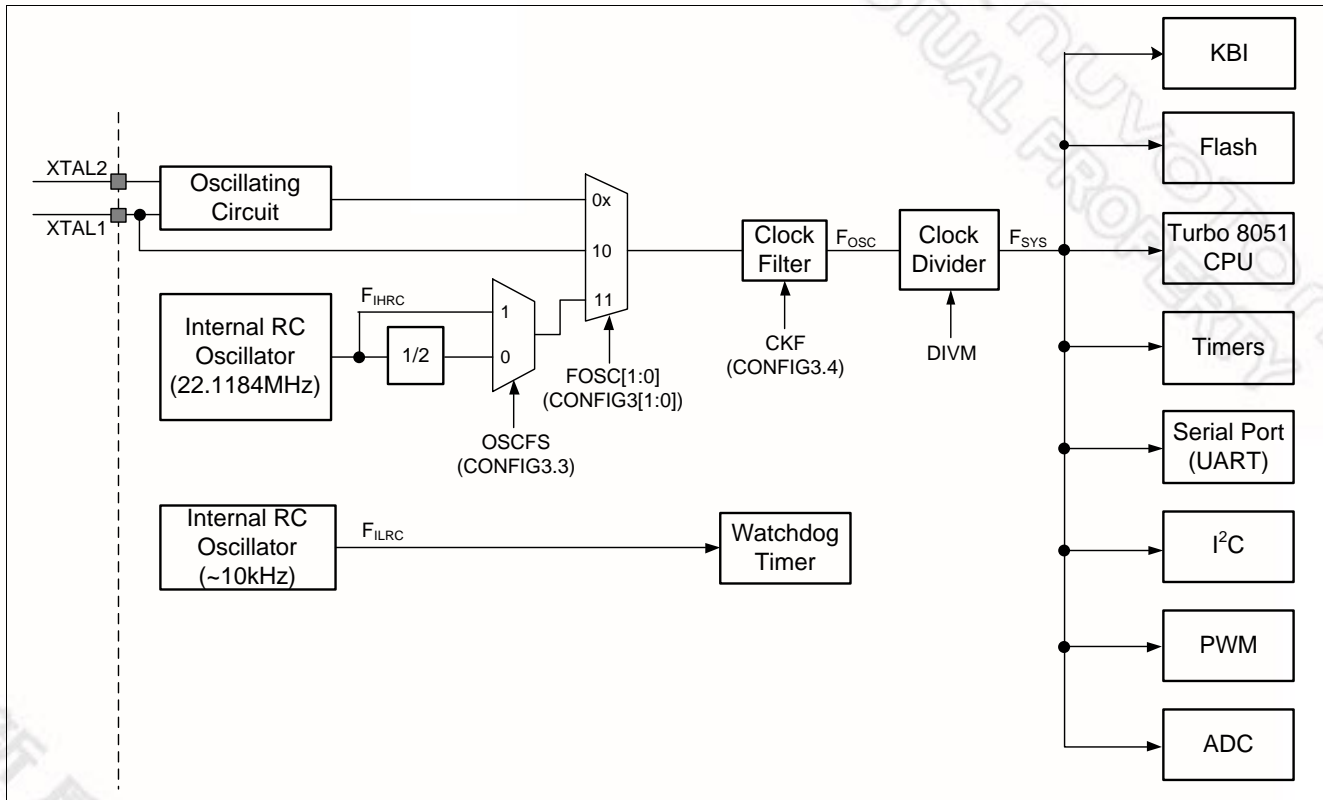 KBI
Flash
Turbo 8051
CPU
Timers
Serial Port
(UART)
I²C
PWM
ADC
XTAL2
XTAL1
Oscillating
Circuit
0x
10
11
Clock
Filter
FOSC
Clock
Divider
FSYS
CKF
(CONFIG3.4)
DIVM
FOSC[1:0]
(CONFIG3[1:0])
Internal RC
Oscillator
(22.1184MHz)
FIHRC
1/2
1
0
OSCFS
(CONFIG3.3)
Internal RC
Oscillator
(~10kHz)
FILRC
Watchdog
Timer